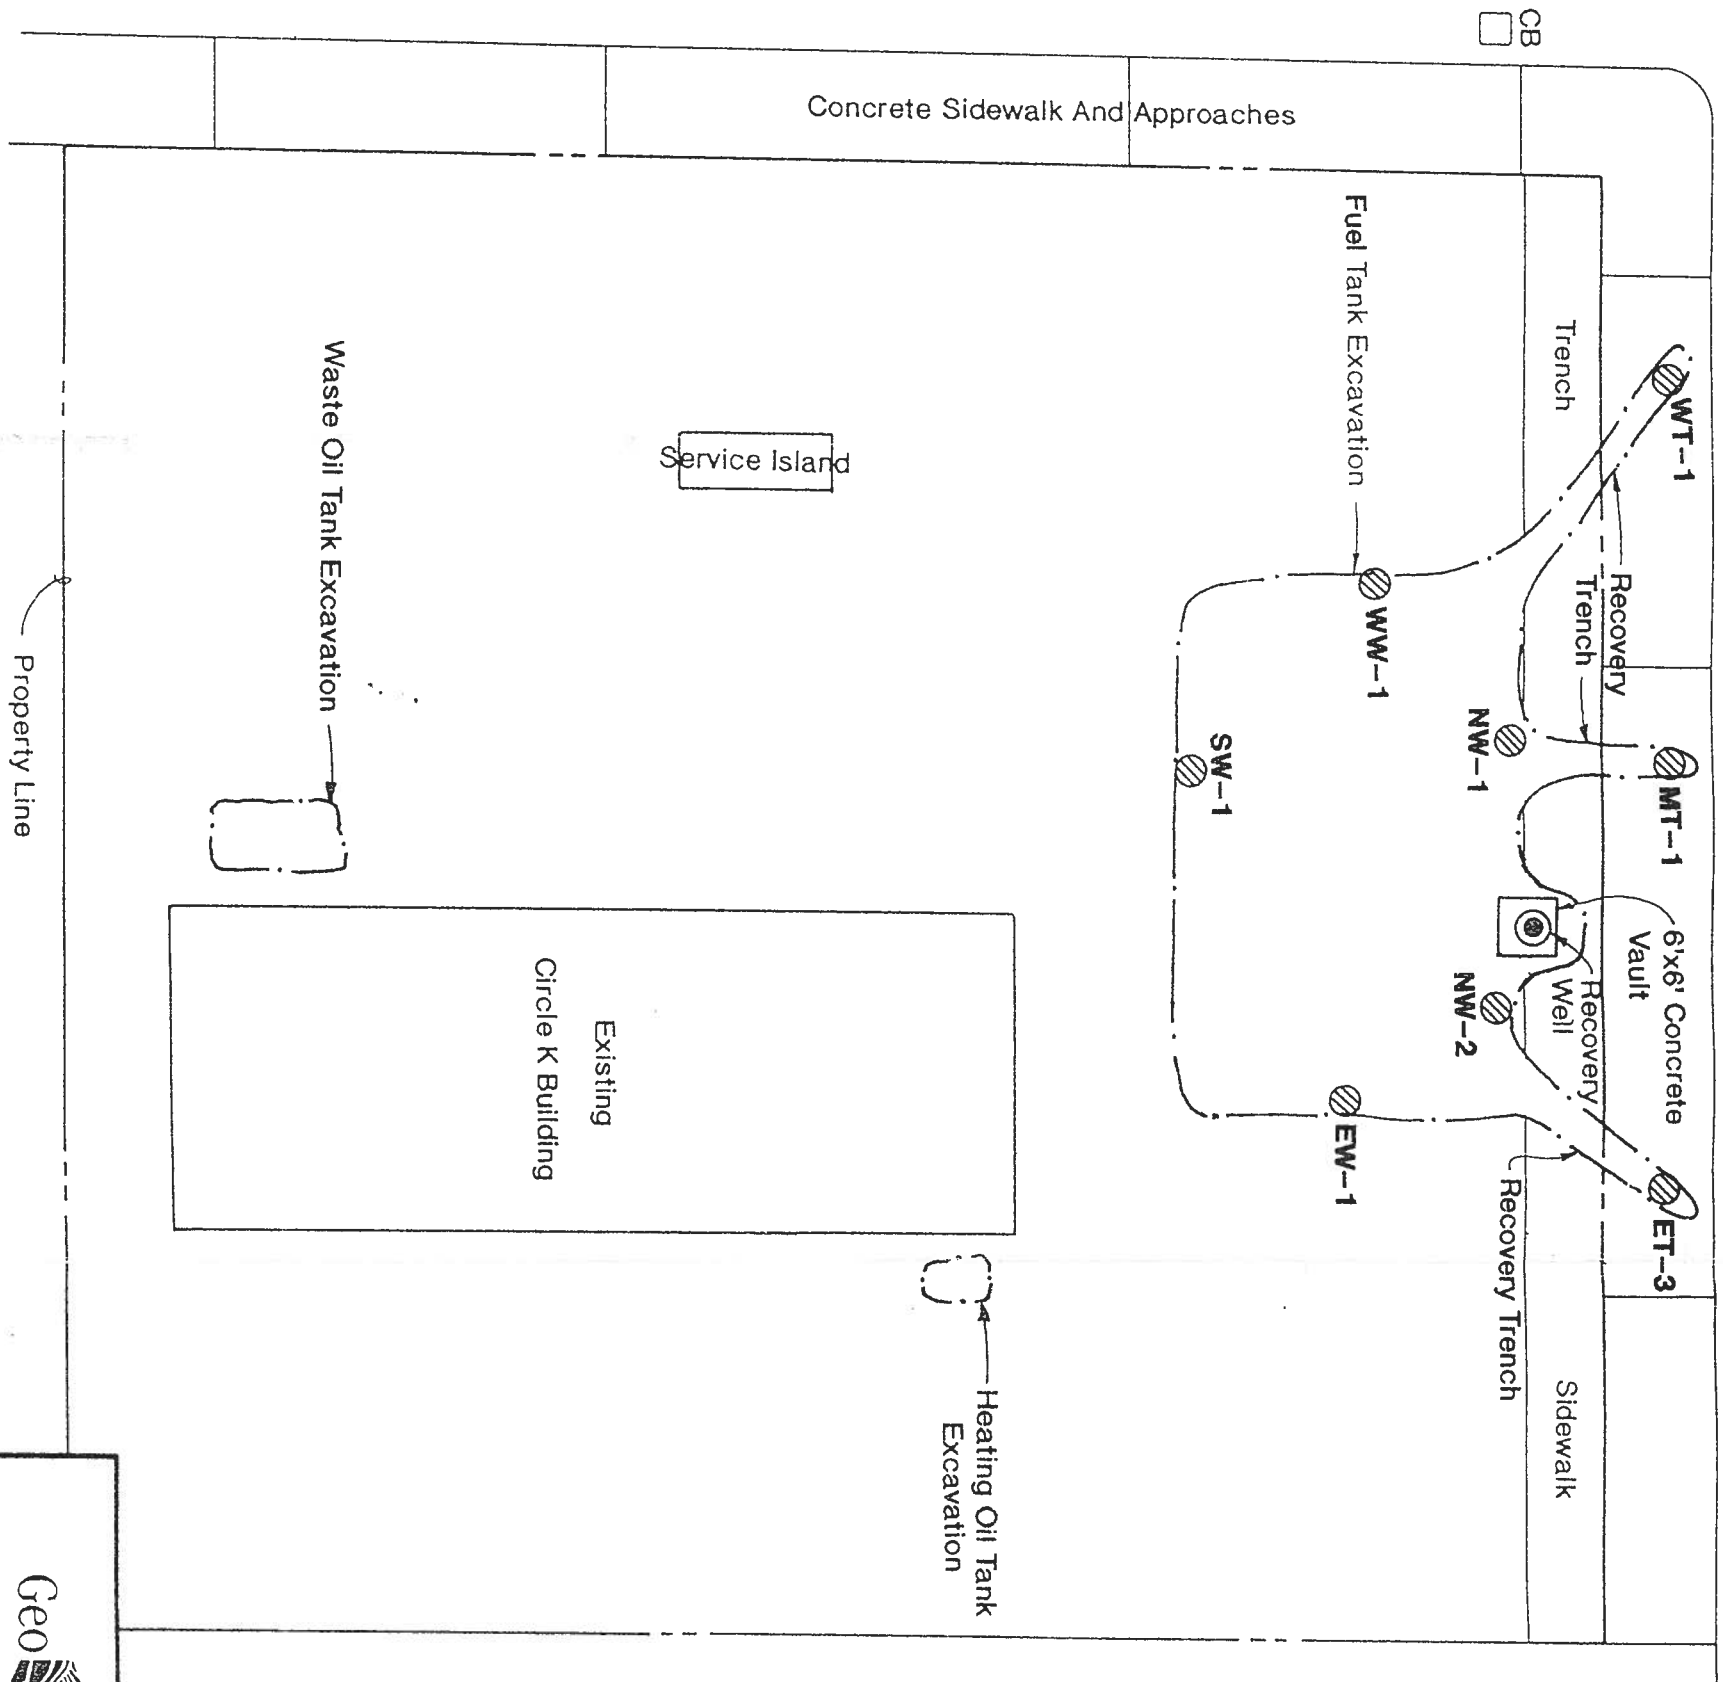 CB
Concrete Sidewalk And Approaches
WT-1
Trench
Fuel Tank Excavation
Recovery
Trench
MT-1
NW-1
WW-1
SW-1
6'x6' Concrete
Vault
Recovery
Well
NW-2
EW-1
ET-3
Recovery Trench
Sidewalk
Service Island
Waste Oil Tank Excavation
Existing
Circle K Building
Heating Oil Tank
Excavation
Property Line
Geo